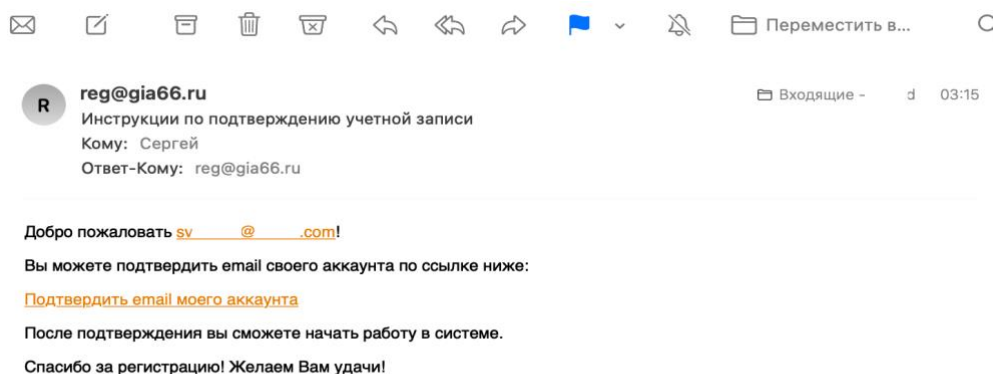 Переместить в...
R
reg@gia66.ru
Входящие - d 03:15
Инструкции по подтверждению учетной записи
Кому: Сергей
Ответ-Кому: reg@gia66.ru
Добро пожаловать sv @ .com!
Вы можете подтвердить email своего аккаунта по ссылке ниже:
Подтвердить email моего аккаунта
После подтверждения вы сможете начать работу в системе.
Спасибо за регистрацию! Желаем Вам удачи!